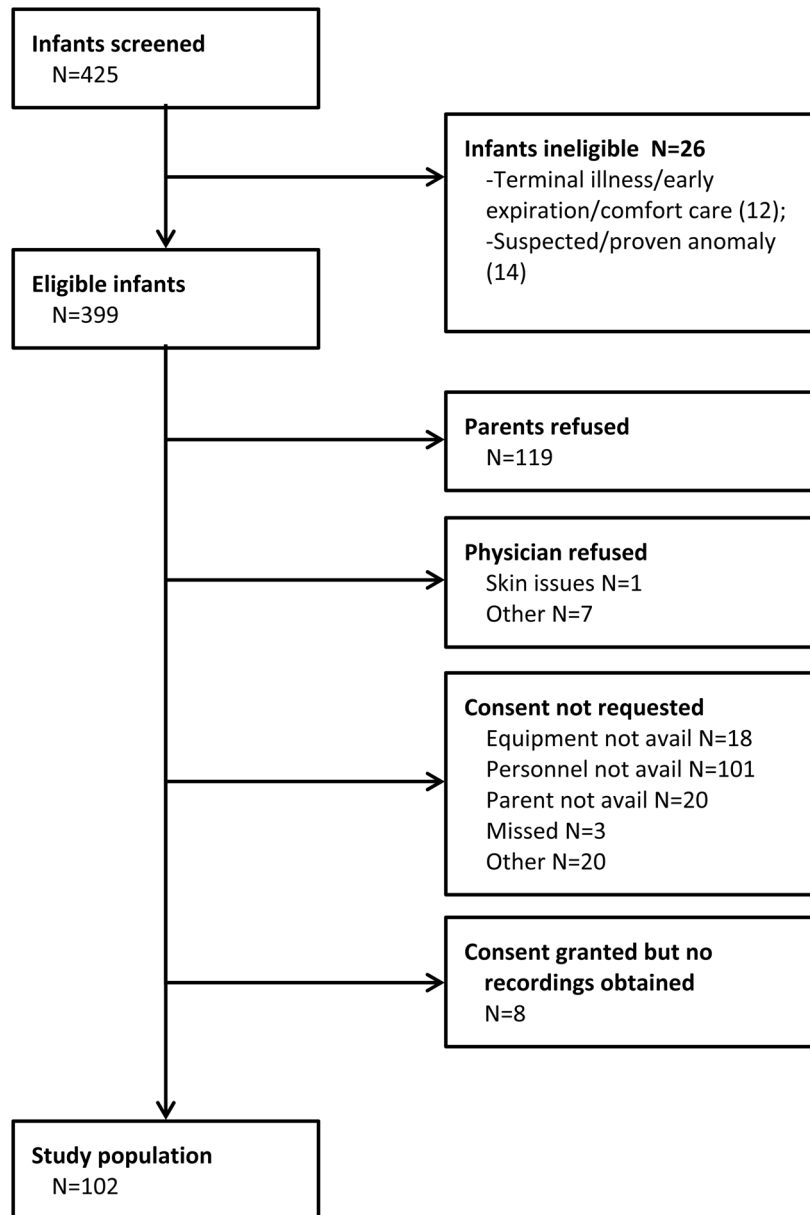 Infants screened
N=425
Infants ineligible  N=26
-Terminal illness/early
expiration/comfort care (12);
-Suspected/proven anomaly
(14)
Eligible infants
N=399
Parents refused
N=119
Physician refused
Skin issues N=1
Other N=7
Consent not requested
Equipment not avail N=18
Personnel not avail N=101
Parent not avail N=20
Missed N=3
Other N=20
Consent granted but no
recordings obtained
N=8
Study population
N=102